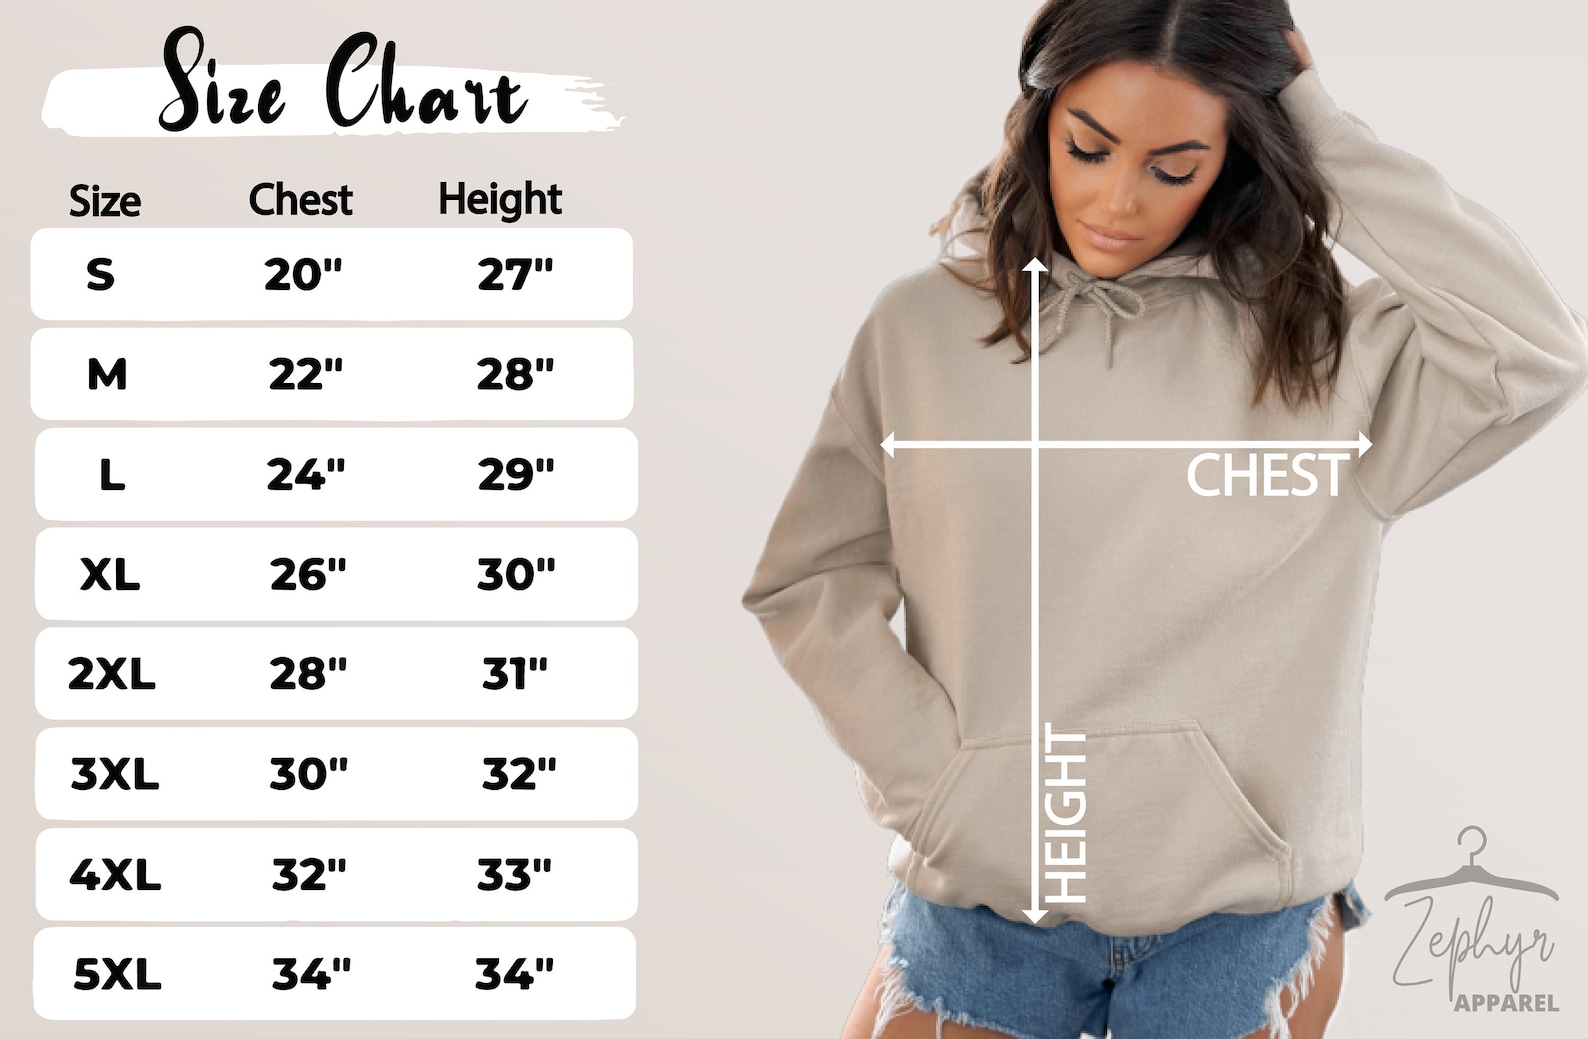 Size Chart
Size Chest Height
S 20" 27"
M 22" 28"
L 24" 29"
XL 26" 30"
2XL 28" 31"
3XL 30" 32"
4XL 32" 33"
5XL 34" 34"
CHEST
HEIGHT
Zephyr
APPAREL